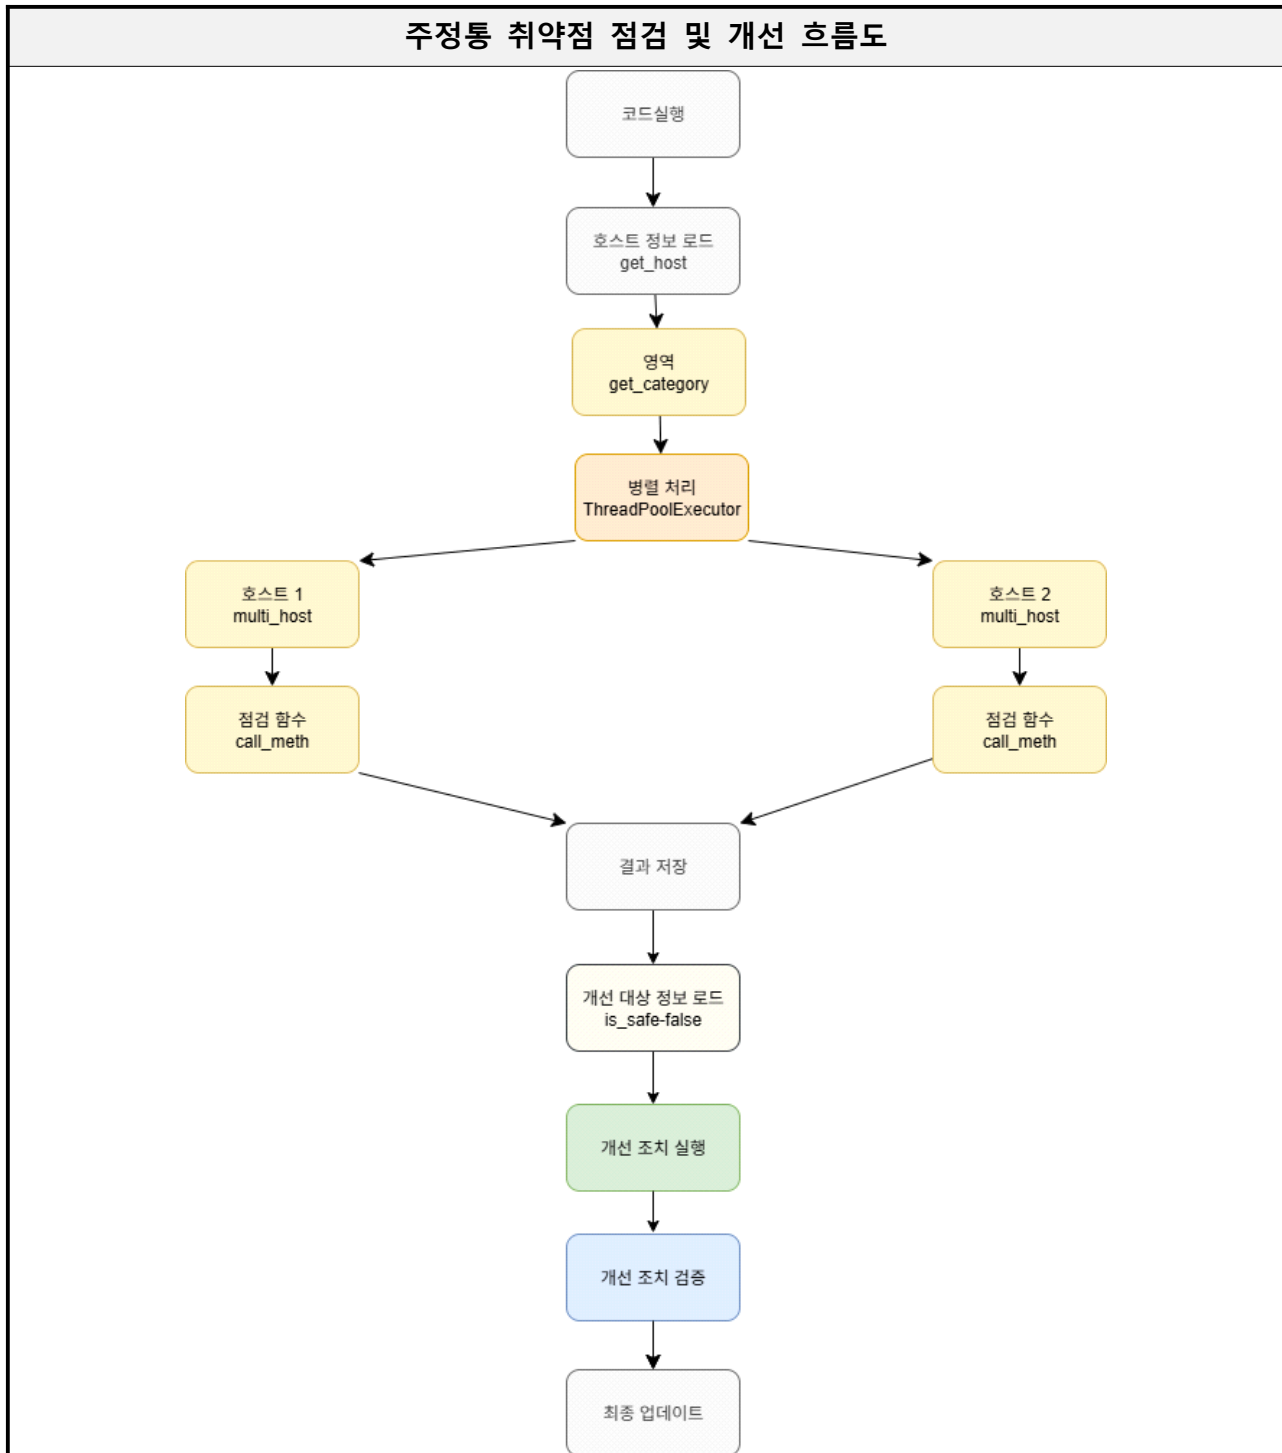 주정통 취약점 점검 및 개선 흐름도
코드실행
호스트 정보 로드
get_host
영역
get_category
병렬 처리
ThreadPoolExecutor
호스트 1
multi_host
호스트 2
multi_host
점검 함수
call_meth
점검 함수
call_meth
결과 저장
개선 대상 정보 로드
is_safe-false
개선 조치 실행
개선 조치 검증
최종 업데이트